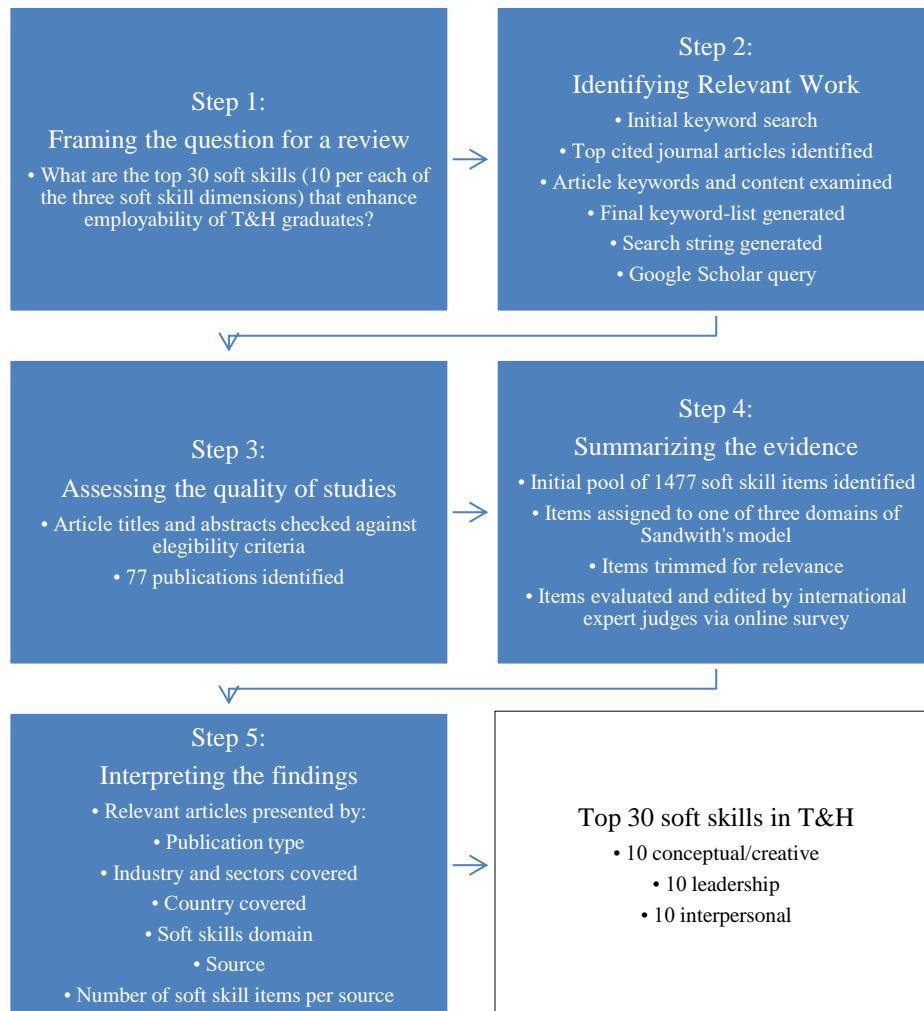 Step 1:
Framing the question for a review
• What are the top 30 soft skills (10 per each of
the three soft skill dimensions) that enhance
employability of T&H graduates?
Step 2:
Identifying Relevant Work
• Initial keyword search
• Top cited journal articles identified
• Article keywords and content examined
• Final keyword-list generated
• Search string generated
• Google Scholar query
Step 3:
Assessing the quality of studies
• Article titles and abstracts checked against
elegibility criteria
• 77 publications identified
Step 4:
Summarizing the evidence
• Initial pool of 1477 soft skill items identified
• Items assigned to one of three domains of
Sandwith's model
• Items trimmed for relevance
• Items evaluated and edited by international
expert judges via online survey
Step 5:
Interpreting the findings
• Relevant articles presented by:
• Publication type
• Industry and sectors covered
• Country covered
• Soft skills domain
• Source
• Number of soft skill items per source
Top 30 soft skills in T&H
• 10 conceptual/creative
• 10 leadership
• 10 interpersonal